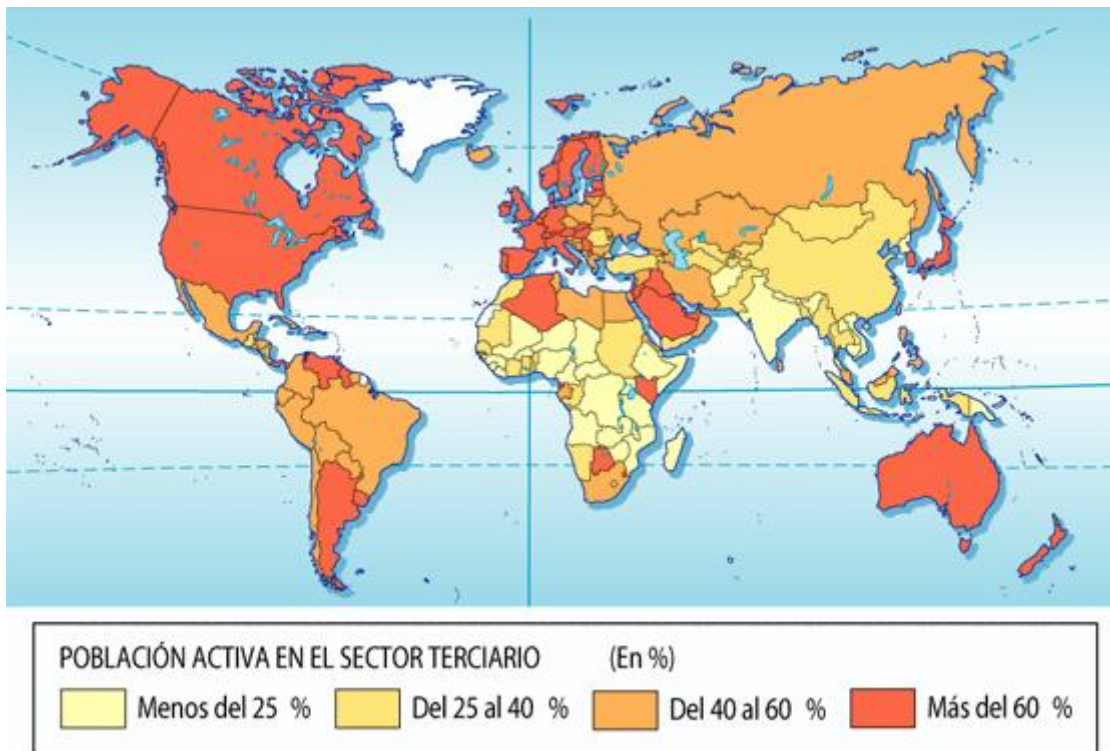 POBLACIÓN ACTIVA EN EL SECTOR TERCIARIO (En %)
Menos del 25 % Del 25 al 40 % Del 40 al 60 % Más del 60 %